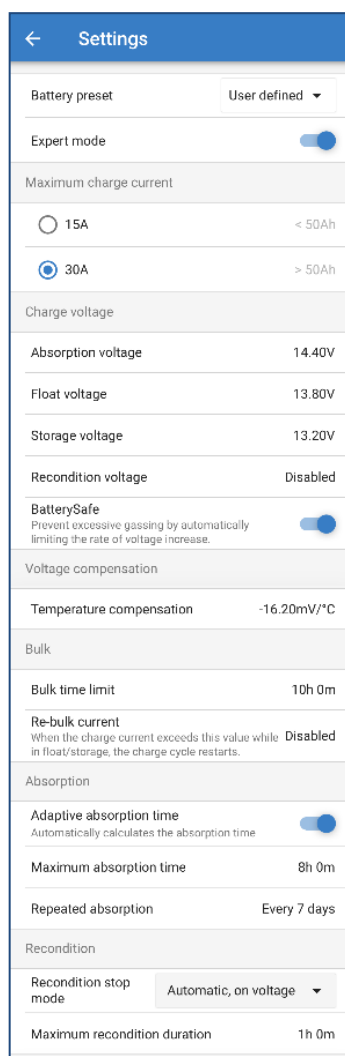 Settings
Battery preset User defined
Expert mode
Maximum charge current
15A < 50Ah
30A > 50Ah
Charge voltage
Absorption voltage 14.40V
Float voltage 13.80V
Storage voltage 13.20V
Recondition voltage Disabled
BatterySafe
Prevent excessive gassing by automatically
limiting the rate of voltage increase.
Voltage compensation
Temperature compensation -16.20mV/°C
Bulk
Bulk time limit 10h 0m
Re-bulk current
When the charge current exceeds this value while Disabled
in float/storage, the charge cycle restarts.
Absorption
Adaptive absorption
time
Automatically calculates the absorption time
Maximum absorption time 8h 0m
Repeated absorption Every 7 days
Recondition
Recondition stop
mode Automatic, on voltage
Maximum recondition duration 1h 0m